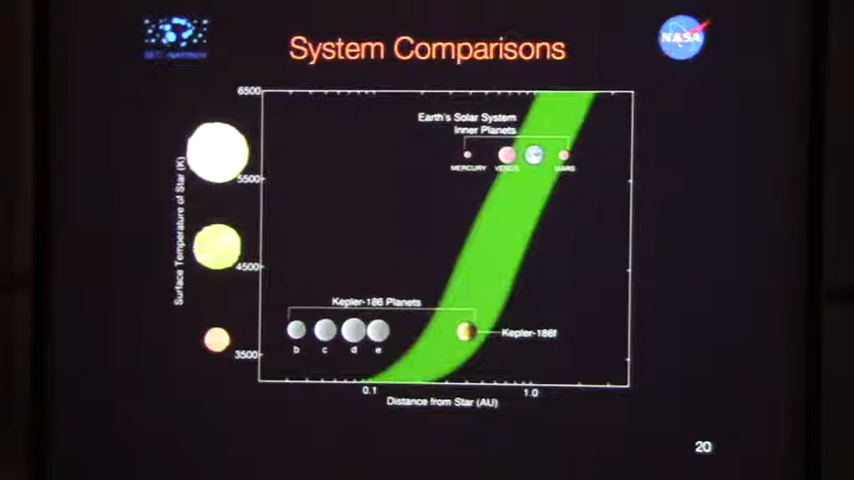 System Comparisons
NASA
6500
5500
4500
3500
Surface Temperature of Star (K)
Earth's Solar System
Inner Planets
MERCURY VENUS MARS
Kepler-186 Planets
b c d e
Kepler-186f
0.1 1.0
Distance from Star (AU)
20